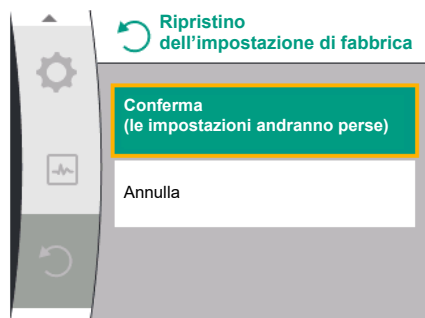 Ripristino
dell'impostazione di fabbrica
Conferma
(le impostazioni andranno perse)
Annulla